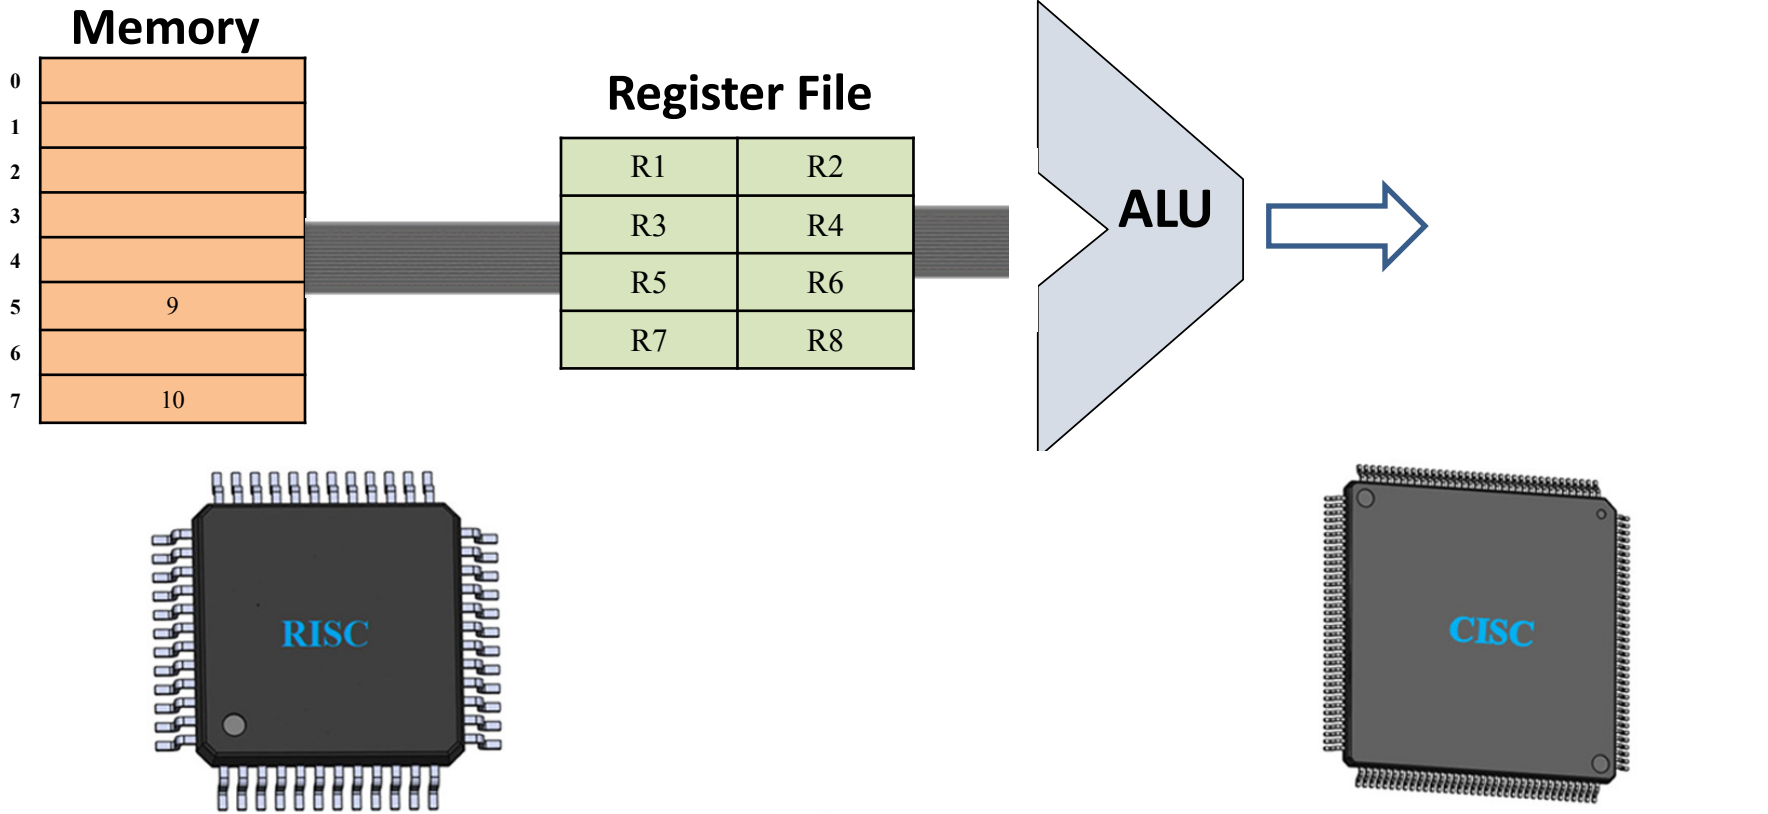 Memory
0
1
2
3
4
5 9
6
7 10
Register File
R1 R2
R3 R4
R5 R6
R7 R8
ALU
RISC
CISC